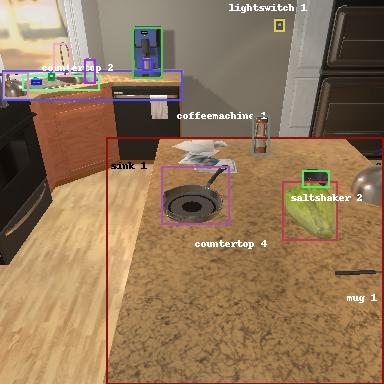 lightswitch 1
countertop 2
coffeemachine 1
sink 1
saltshaker 2
countertop 4
mug 1